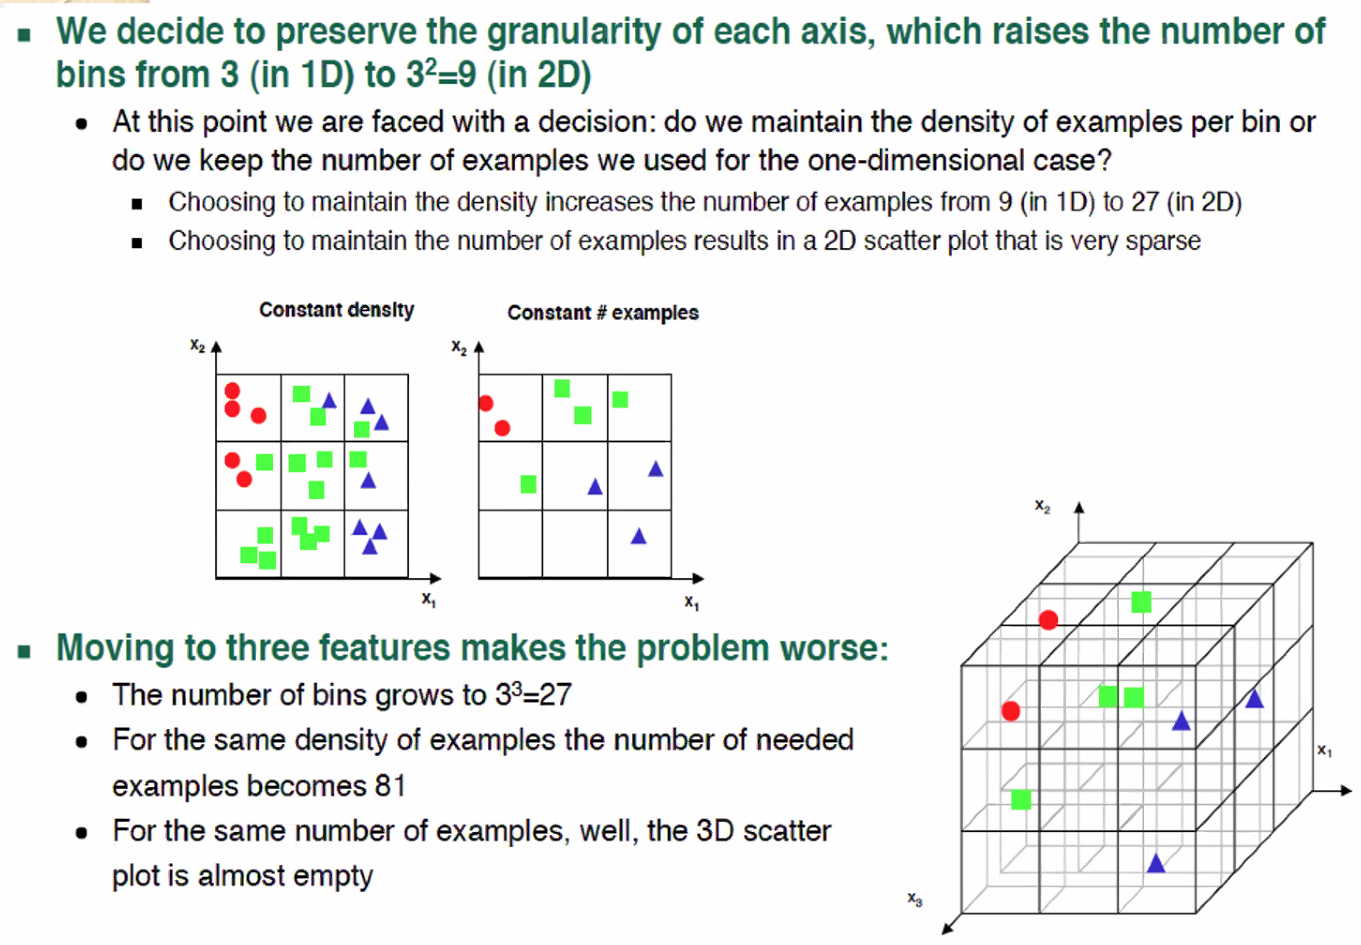 ▪ We decide to preserve the granularity of each axis, which raises the number of
bins from 3 (in 1D) to 3²=9 (in 2D)
• At this point we are faced with a decision: do we maintain the density of examples per bin or
do we keep the number of examples we used for the one-dimensional case?
▪ Choosing to maintain the density increases the number of examples from 9 (in 1D) to 27 (in 2D)
▪ Choosing to maintain the number of examples results in a 2D scatter plot that is very sparse
Constant density
x₂
x₁
Constant # examples
x₂
x₁
▪ Moving to three features makes the problem worse:
• The number of bins grows to 3³=27
• For the same density of examples the number of needed
examples becomes 81
• For the same number of examples, well, the 3D scatter
plot is almost empty
x₂
x₁
x₃